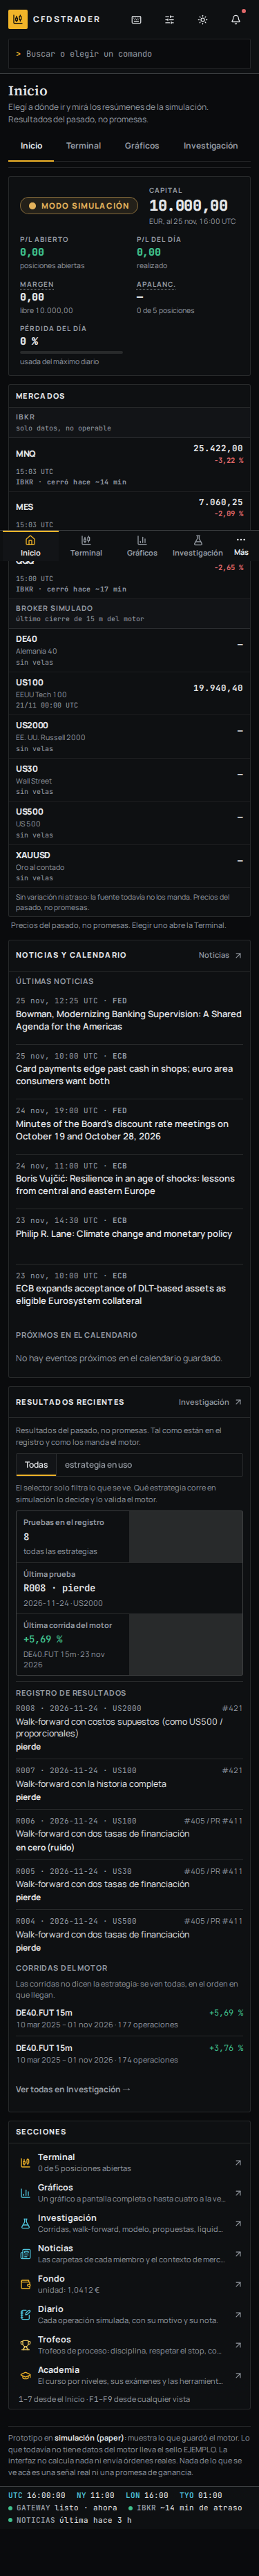 CFDSTRADER
> Buscar o elegir un comando
Inicio
Elegí a dónde ir y mirá los resúmenes de la simulación.
Resultados del pasado, no promesas.
Inicio Terminal Gráficos Investigación
MODO SIMULACIÓN
CAPITAL
10.000,00
EUR, al 25 nov, 16:00 UTC
P/L ABIERTO
0,00
posiciones abiertas
P/L DEL DÍA
0,00
realizado
MARGEN
0,00
libre 10.000,00
APALANC.
—
0 de 5 posiciones
PÉRDIDA DEL DÍA
0 %
usada del máximo diario
MERCADOS
IBKR
solo datos, no operable
MNQ 25.422,00
-3,22 %
15:03 UTC
IBKR · cerró hace ~14 min
MES 7.060,25
-2,09 %
15:03 UTC
Inicio Terminal Gráficos Investigación Más
-2,65 %
15:00 UTC
IBKR · cerró hace ~17 min
BROKER SIMULADO
último cierre de 15 m del motor
DE40 —
Alemania 40
sin velas
US100 19.940,40
EEUU Tech 100
21/11 00:00 UTC
US2000 —
EE. UU. Russell 2000
sin velas
US30 —
Wall Street
sin velas
US500 —
US 500
sin velas
XAUUSD —
Oro al contado
sin velas
Sin variación ni atraso: la fuente todavía no los manda. Precios del
pasado, no promesas.
Precios del pasado, no promesas. Elegir uno abre la Terminal.
NOTICIAS Y CALENDARIO Noticias ↗
ÚLTIMAS NOTICIAS
25 nov, 12:25 UTC · FED
Bowman, Modernizing Banking Supervision: A Shared
Agenda for the Americas
25 nov, 10:00 UTC · ECB
Card payments edge past cash in shops; euro area
consumers want both
24 nov, 19:00 UTC · FED
Minutes of the Board's discount rate meetings on
October 19 and October 28, 2026
24 nov, 11:00 UTC · ECB
Boris Vujčić: Resilience in an age of shocks: lessons
from central and eastern Europe
23 nov, 14:30 UTC · ECB
Philip R. Lane: Climate change and monetary policy
23 nov, 10:00 UTC · ECB
ECB expands acceptance of DLT-based assets as
eligible Eurosystem collateral
PRÓXIMOS EN EL CALENDARIO
No hay eventos próximos en el calendario guardado.
RESULTADOS RECIENTES Investigación ↗
Resultados del pasado, no promesas. Tal como están en el
registro y como los manda el motor.
Todas estrategia en uso
El selector solo filtra lo que se ve. Qué estrategia corre en
simulación lo decide y lo valida el motor.
Pruebas en el registro
8
todas las estrategias
Última prueba
R008 · pierde
2026-11-24 · US2000
Última corrida del motor
+5,69 %
DE40.FUT 15m · 23 nov
2026
REGISTRO DE RESULTADOS
R008 · 2026-11-24 · US2000 #421
Walk-forward con costos supuestos (como US500 /
proporcionales)
pierde
R007 · 2026-11-24 · US100 #421
Walk-forward con la historia completa
pierde
R006 · 2026-11-24 · US100 #405 / PR #411
Walk-forward con dos tasas de financiación
en cero (ruido)
R005 · 2026-11-24 · US30 #405 / PR #411
Walk-forward con dos tasas de financiación
pierde
R004 · 2026-11-24 · US500 #405 / PR #411
Walk-forward con dos tasas de financiación
pierde
CORRIDAS DEL MOTOR
Las corridas no dicen la estrategia: se ven todas, en el orden en
que llegan.
DE40.FUT 15m +5,69 %
10 mar 2025 – 01 nov 2026 · 177 operaciones
DE40.FUT 15m +3,76 %
10 mar 2025 – 01 nov 2026 · 174 operaciones
Ver todas en Investigación →
SECCIONES
Terminal ↗
0 de 5 posiciones abiertas
Gráficos ↗
Un gráfico a pantalla completa o hasta cuatro a la ve…
Investigación ↗
Corridas, walk-forward, modelo, propuestas, liquid…
Noticias ↗
Las carpetas de cada miembro y el contexto de merc…
Fondo ↗
unidad: 1,0412 €
Diario ↗
Cada operación simulada, con su motivo y su nota.
Trofeos ↗
Trofeos de proceso: disciplina, respetar el stop, co…
Academia ↗
El curso por niveles, sus exámenes y las herramient…
1–7 desde el Inicio · F1–F9 desde cualquier vista
Prototipo en simulación (paper): muestra lo que guardó el motor. Lo
que todavía no tiene datos del motor lleva el sello EJEMPLO. La
interfaz no calcula nada ni envía órdenes reales. Nada de lo que se
ve acá es una señal real ni una promesa de ganancia.
UTC 16:00:00 NY 11:00 LON 16:00 TYO 01:00
GATEWAY listo · ahora IBKR ~14 min de atraso
NOTICIAS última hace 3 h